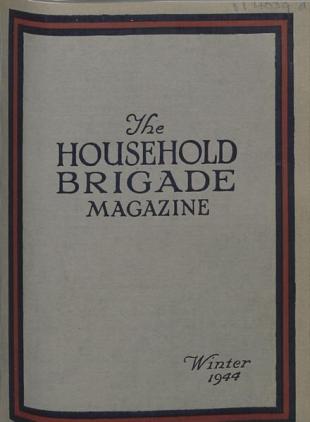 The
HOUSEHOLD
BRIGADE
MAGAZINE
Winter
1944